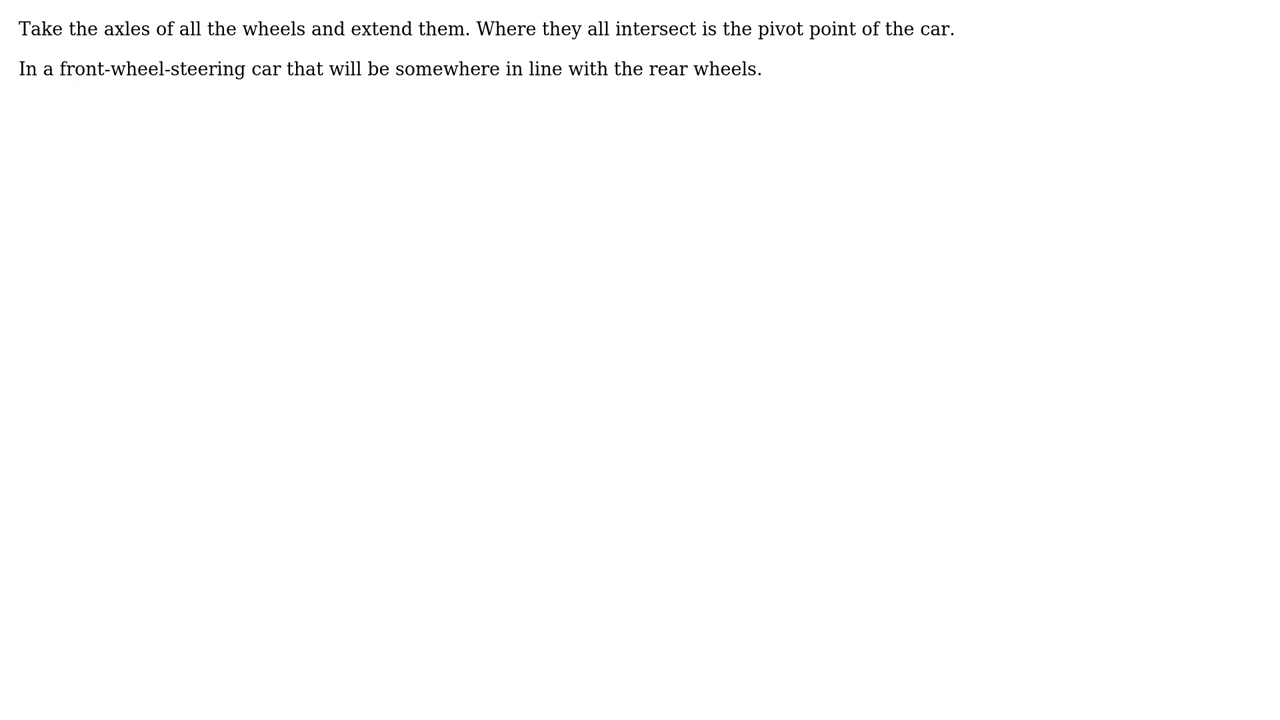 Take the axles of all the wheels and extend them. Where they all intersect is the pivot point of the car.
In a front-wheel-steering car that will be somewhere in line with the rear wheels.